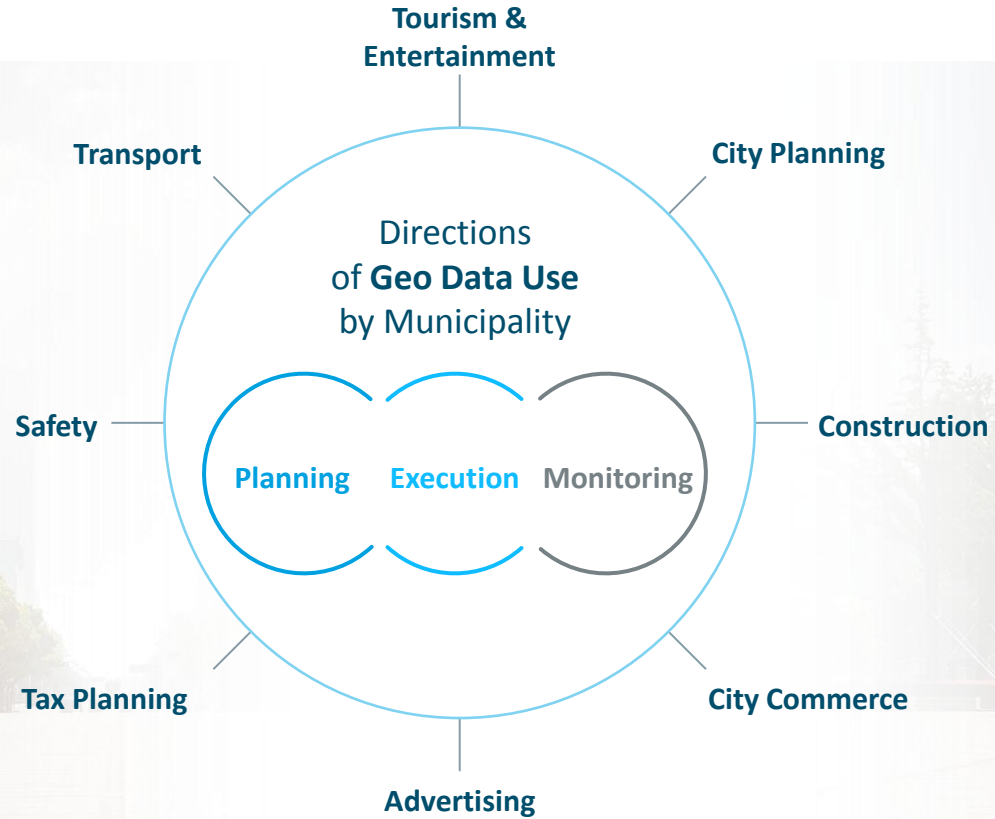 Tourism &
Entertainment
Transport
City Planning
Directions
of Geo Data Use
by Municipality
Safety
Construction
Planning
Execution
Monitoring
Tax Planning
City Commerce
Advertising